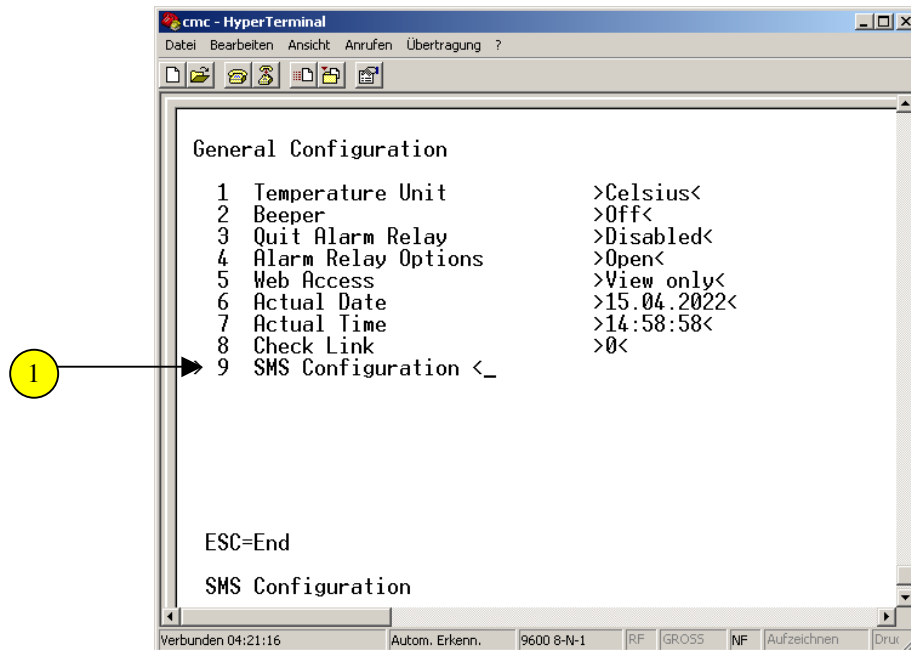 cmc - HyperTerminal
Datei Bearbeiten Ansicht Anrufen Übertragung ?
General Configuration
1 Temperature Unit >Celsius<
2 Beeper >Off<
3 Quit Alarm Relay >Disabled<
4 Alarm Relay Options >Open<
5 Web Access >View only<
6 Actual Date >15.04.2022<
7 Actual Time >14:58:58<
8 Check Link >0<
1
> 9 SMS Configuration <_
ESC=End
SMS Configuration
Verbunden 04:21:16 Autom. Erkenn. 9600 8-N-1 RF GROSS NF Aufzeichnen Druc